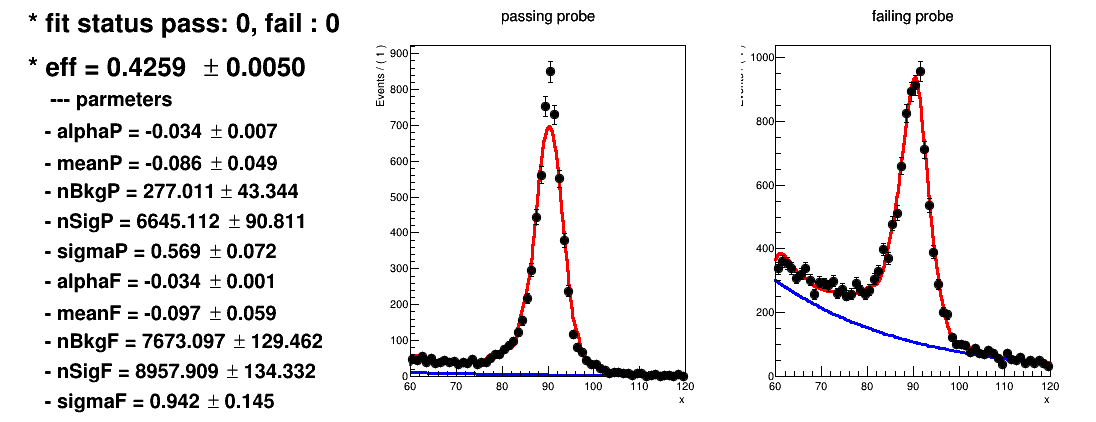 * fit status pass: 0, fail : 0
* eff = 0.4259 ± 0.0050
--- parmeters
- alphaP = -0.034 ± 0.007
- meanP = -0.086 ± 0.049
- nBkgP = 277.011 ± 43.344
- nSigP = 6645.112 ± 90.811
- sigmaP = 0.569 ± 0.072
- alphaF = -0.034 ± 0.001
- meanF = -0.097 ± 0.059
- nBkgF = 7673.097 ± 129.462
- nSigF = 8957.909 ± 134.332
- sigmaF = 0.942 ± 0.145
passing probe
Events / ( 1 )
900
800
700
600
500
400
300
200
100
0
60 70 80 90 100 110 120
x
failing probe
Events / ( 1 )
1000
800
600
400
200
0
60 70 80 90 100 110 120
x